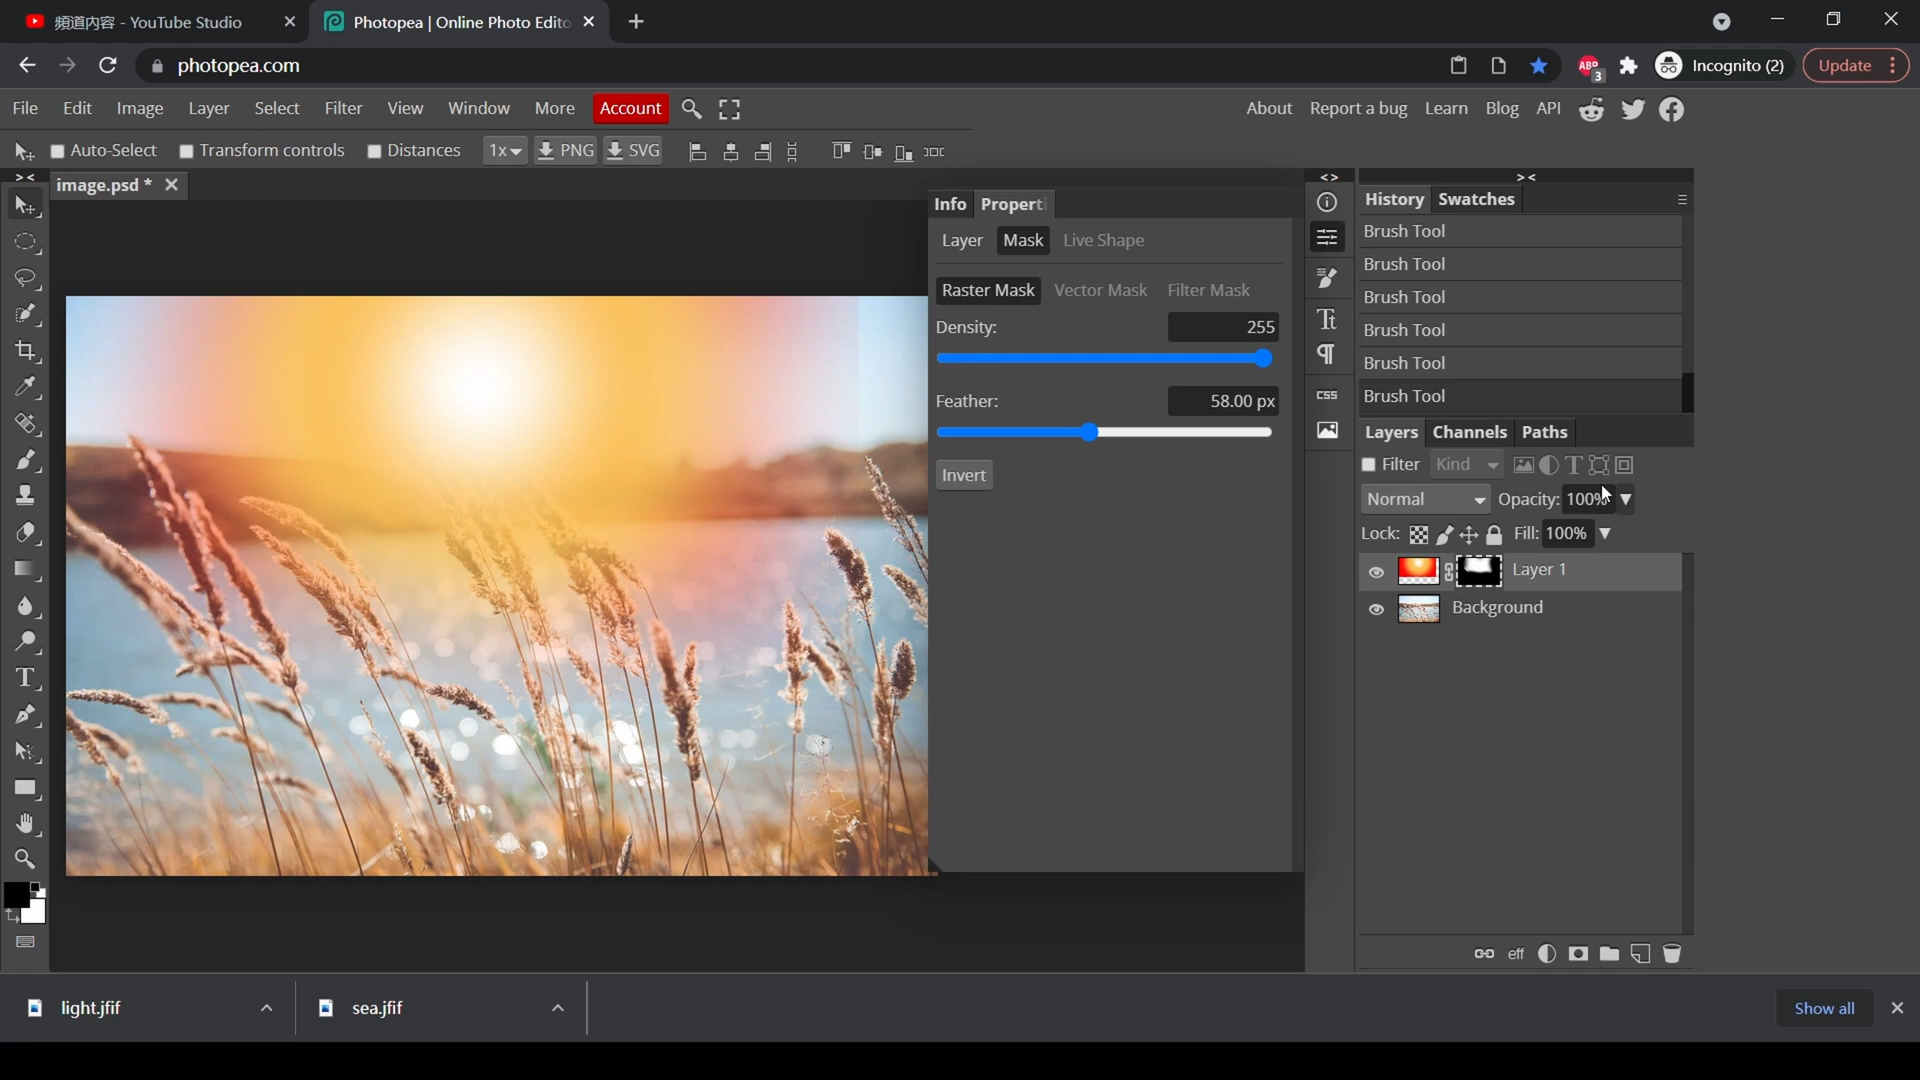 頻道內容 - YouTube Studio
Photopea | Online Photo Edito
photopea.com
ABP
3
Incognito (2)
Update
File Edit Image Layer Select Filter View Window More Account
About Report a bug Learn Blog API
Auto-Select Transform controls Distances 1x PNG SVG
> <
< >
> <
image.psd *
Info Propert
History Swatches
Layer Mask Live Shape
Raster Mask Vector Mask Filter Mask
Density: 255
Feather: 58.00 px
Invert
CSS
Brush Tool
Brush Tool
Brush Tool
Brush Tool
Brush Tool
Brush Tool
Layers Channels Paths
Filter Kind
Normal Opacity: 100%
Lock: Fill: 100%
Layer 1
Background
eff
light.jfif
sea.jfif
Show all